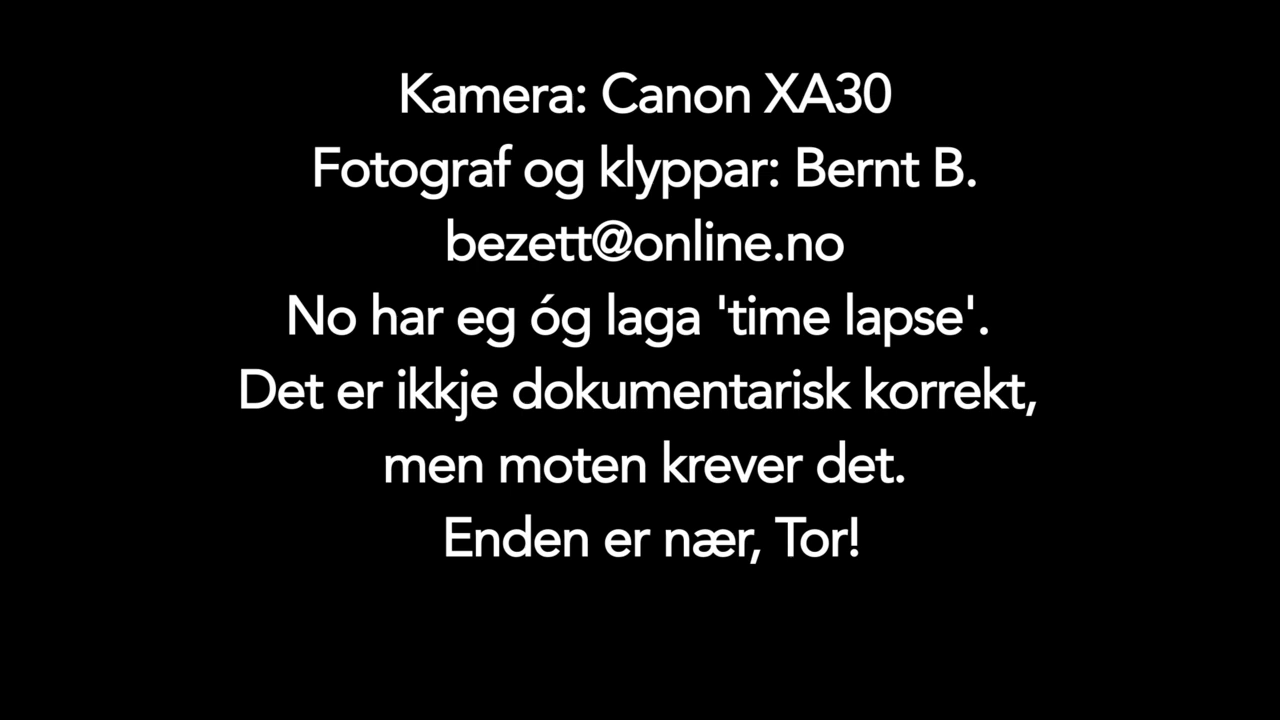 Kamera: Canon XA30
Fotograf og klyppar: Bernt B.
bezett@online.no
No har eg óg laga 'time lapse'.
Det er ikkje dokumentarisk korrekt,
men moten krever det.
Enden er nær, Tor!